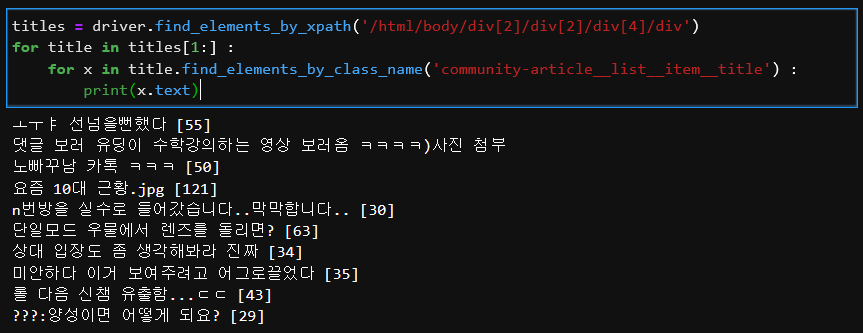 titles = driver.find_elements_by_xpath('/html/body/div[2]/div[2]/div[4]/div')
for title in titles[1:] :
    for x in title.find_elements_by_class_name('community-article__list__item__title') :
        print(x.text)
ㅗㅜㅑ 선넘을뻔했다 [55]
댓글 보러 유딩이 수학강의하는 영상 보러옴 ㅋㅋㅋㅋ)사진 첨부
노빠꾸남 카톡 ㅋㅋㅋ [50]
요즘 10대 근황.jpg [121]
n번방을 실수로 들어갔습니다..막막합니다.. [30]
단일모드 우물에서 렌즈를 돌리면? [63]
상대 입장도 좀 생각해봐라 진짜 [34]
미안하다 이거 보여주려고 어그로끌었다 [35]
롤 다음 신챔 유출함...ㄷㄷ [43]
???:양성이면 어떻게 되요? [29]